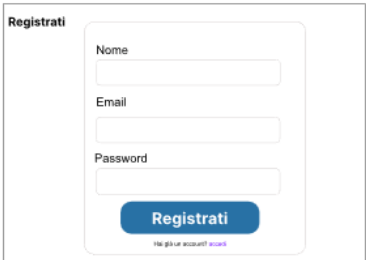 Registrati
Nome
Email
Password
Registrati
Hai già un account? accedi